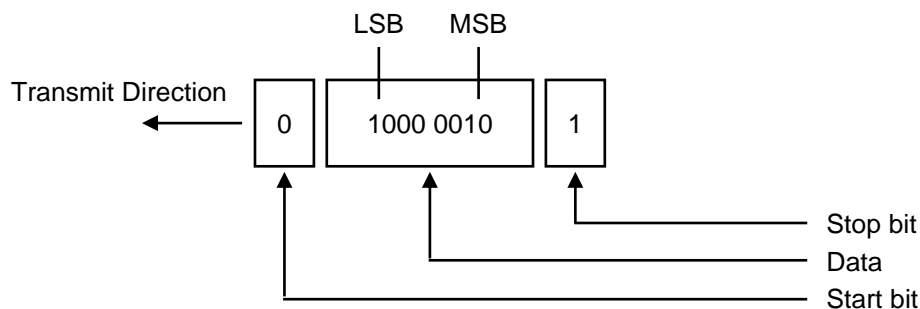 LSB MSB
Transmit Direction
0 1000 0010 1
Stop bit
Data
Start bit